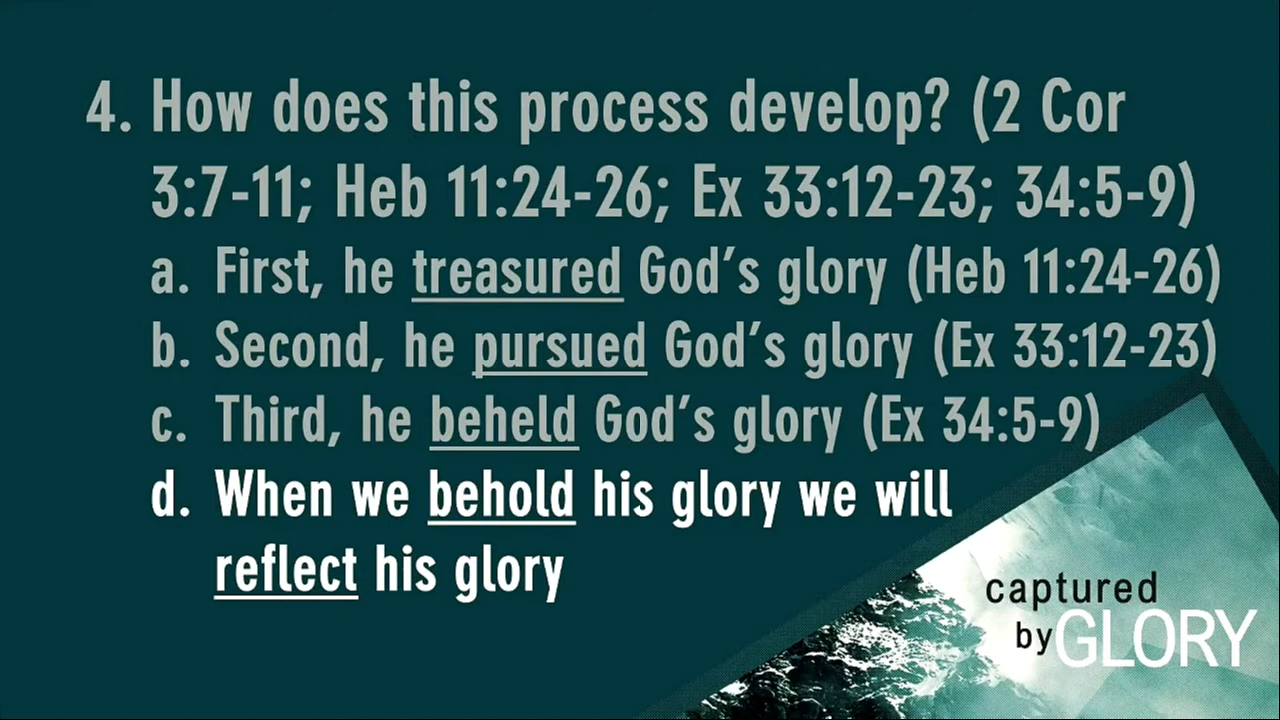 4. How does this process develop? (2 Cor
3:7-11; Heb 11:24-26; Ex 33:12-23; 34:5-9)
a. First, he treasured God’s glory (Heb 11:24-26)
b. Second, he pursued God’s glory (Ex 33:12-23)
c. Third, he beheld God’s glory (Ex 34:5-9)
d. When we behold his glory we will
reflect his glory
captured
by GLORY